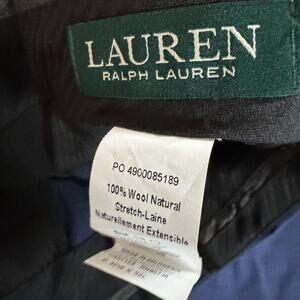 LAUREN
RALPH LAUREN
PO 4900085189
100% Wool Natural
Stretch-Laine
Naturellement Extensible